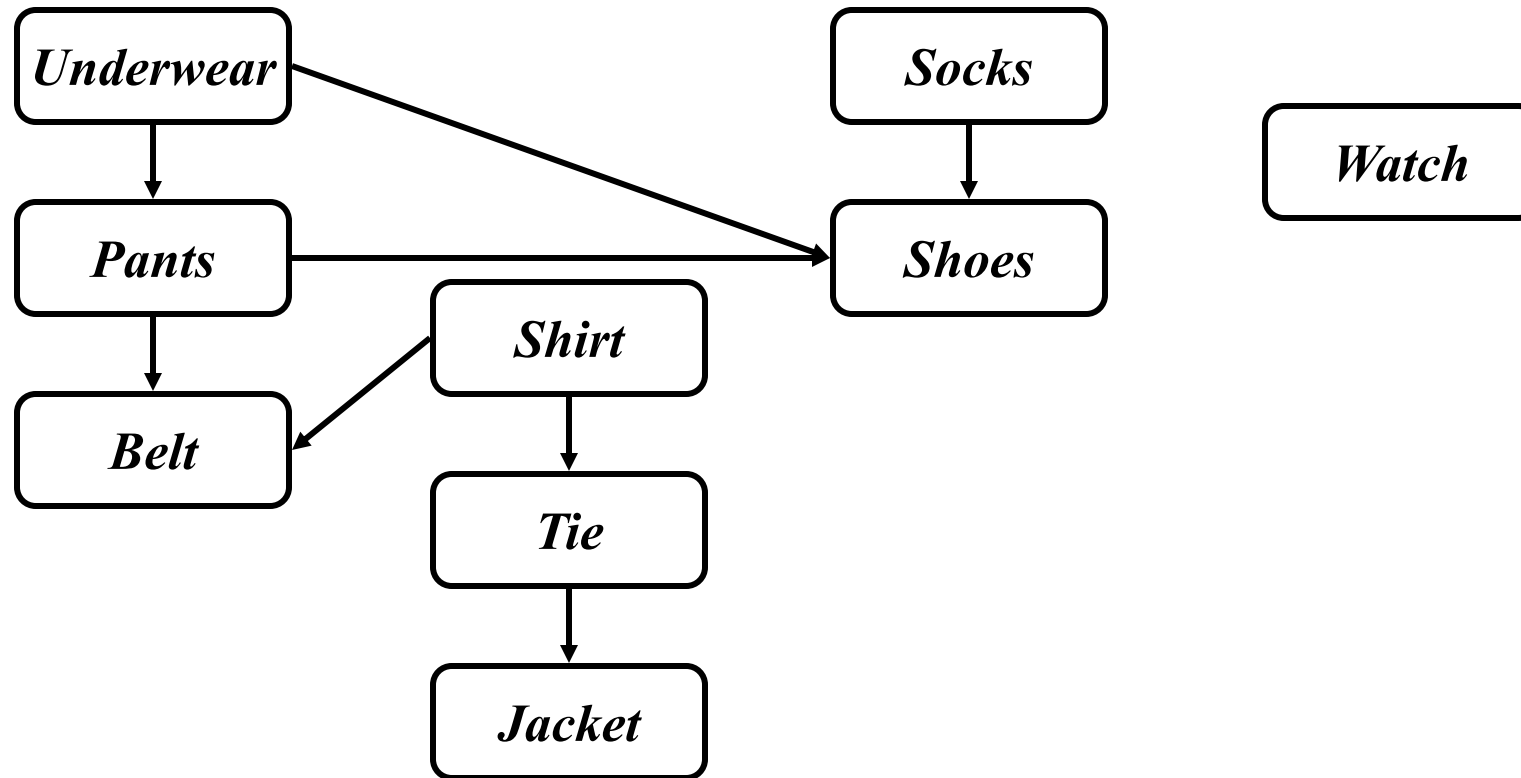 Underwear
Socks
Watch
Pants
Shoes
Shirt
Belt
Tie
Jacket